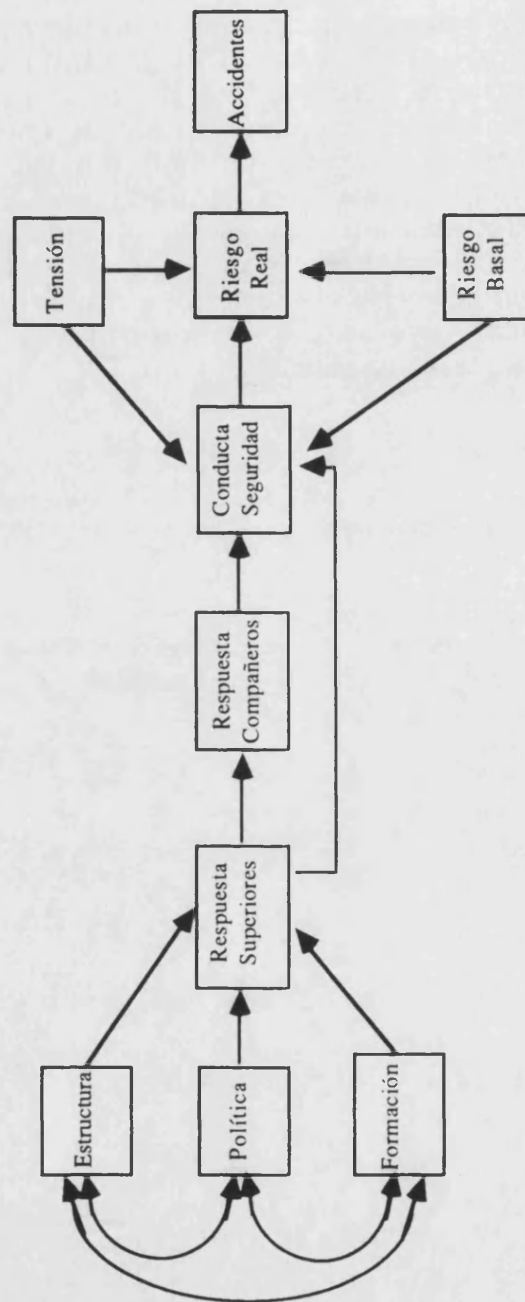 Estructura
Política
Formación
Respuesta
Superiores
Respuesta
Compañeros
Conducta
Seguridad
Tensión
Riesgo
Real
Riesgo
Basal
Accidentes